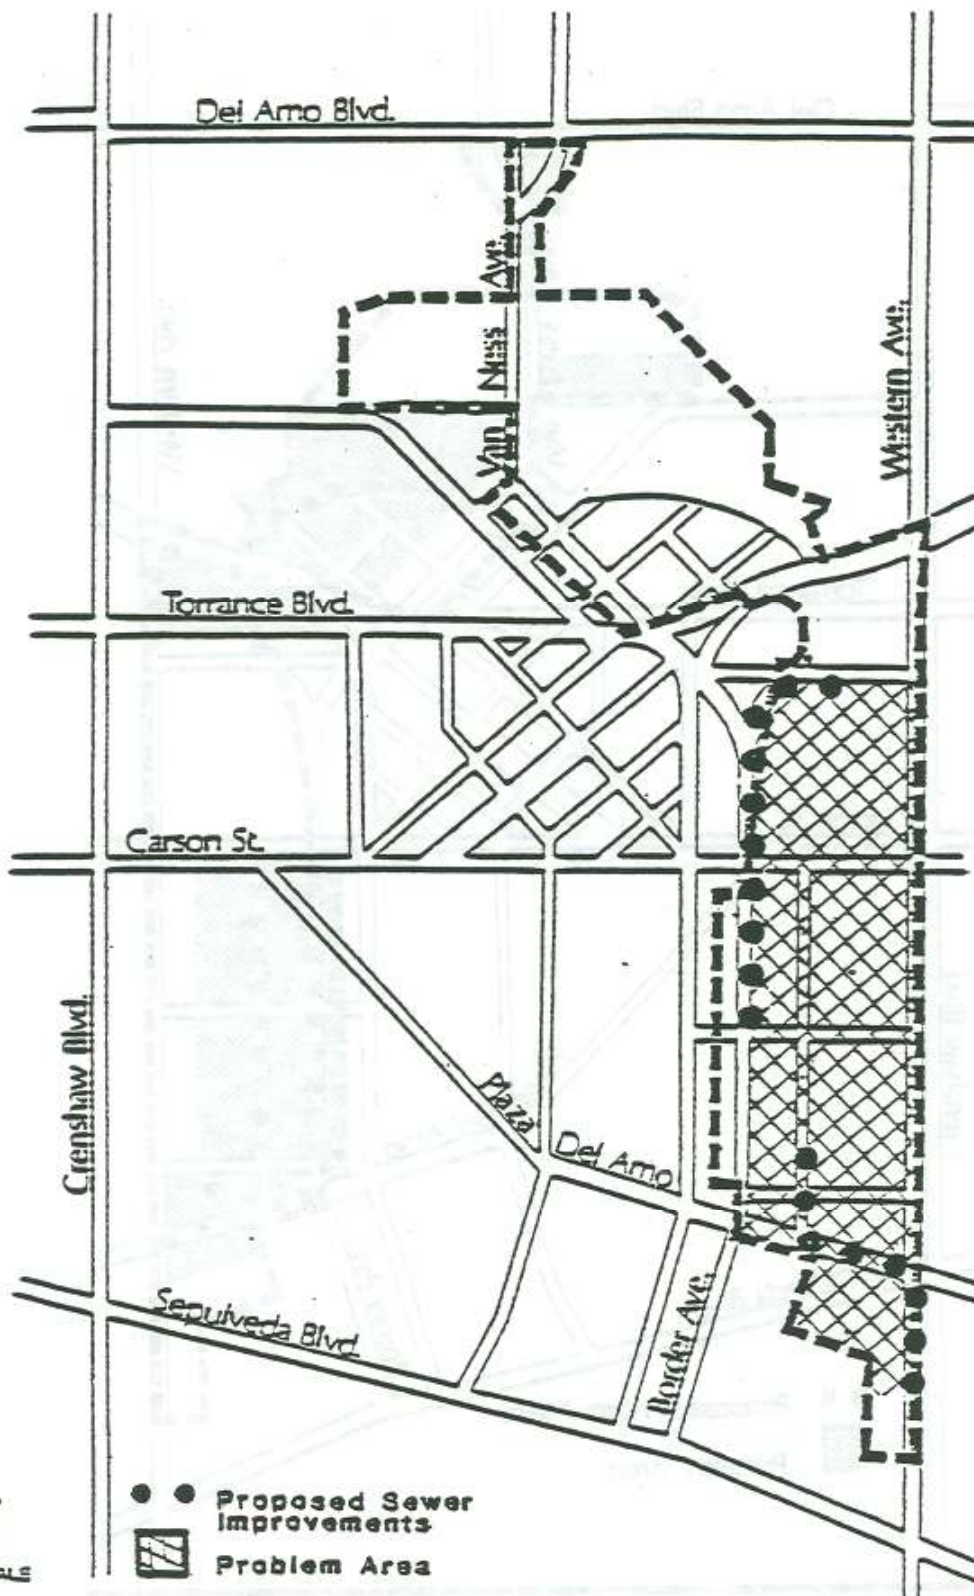 Del Amo Blvd.
Van Ness Ave.
Western Ave.
Torrance Blvd.
Carson St.
Crenshaw Blvd.
Plaza
Del Amo
Sepulveda Blvd.
Border Ave.
Proposed Sewer
Improvements
Problem Area